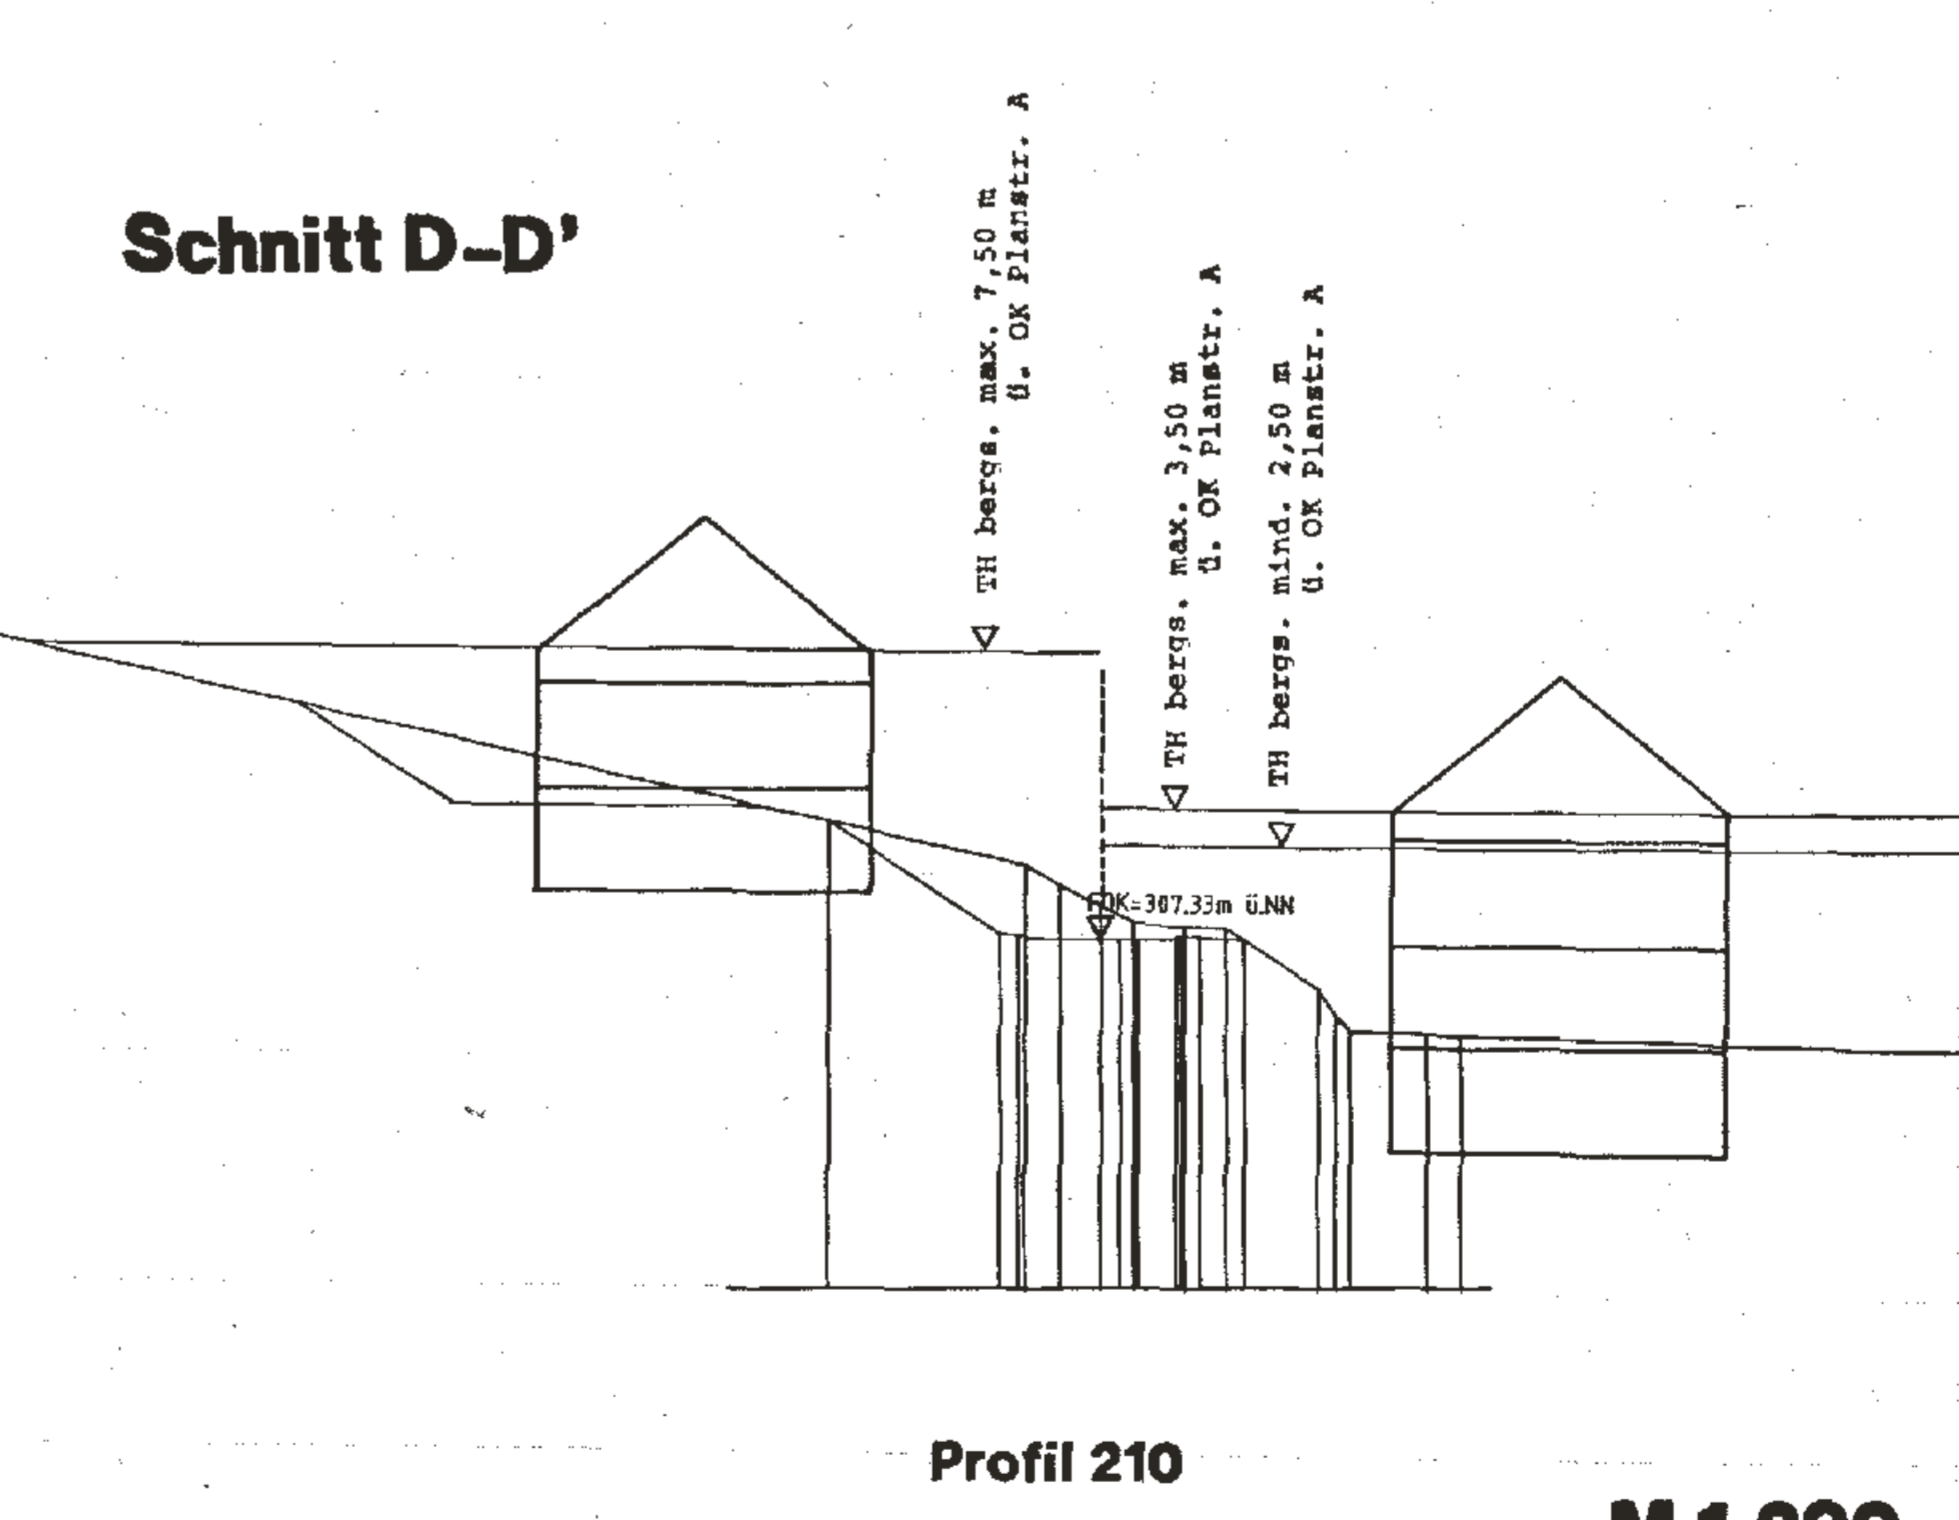 Schnitt D-D'
TH bergs. max. 7,50 m
ü. OK Planstr. A
TH bergs. max. 3,50 m
ü. OK Planstr. A
TH bergs. mind. 2,50 m
ü. OK Planstr. A
FOK=307.33m ü.NN
Profil 210